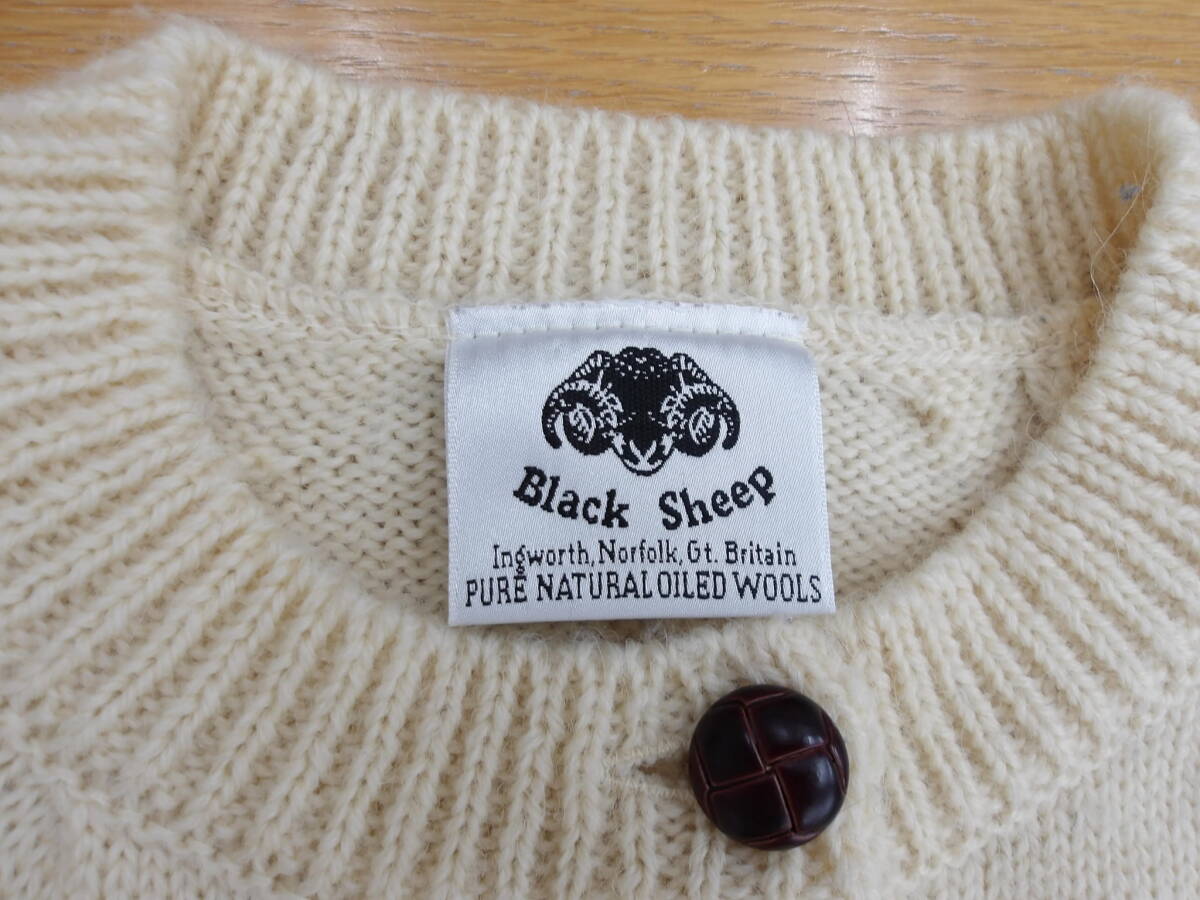 Black Sheep
Ingworth, Norfolk, Gt. Britain
PURE NATURAL OILED WOOLS